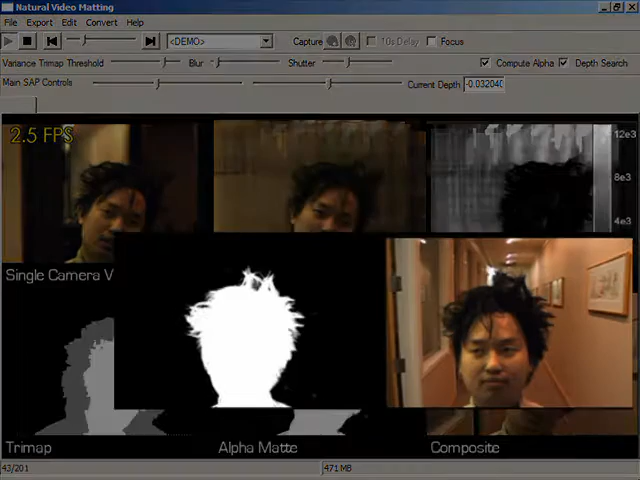 Natural Video Matting
File Export Edit Convert Help
<DEMO> Capture 10s Delay Focus
Variance Trimap Threshold Blur Shutter Compute Alpha Depth Search
Main SAP Controls Current Depth -0.03204(
2.5 FPS
12e3
8e3
4e3
Single Camera V
Trimap Alpha Matte Composite
43/201 471 MB